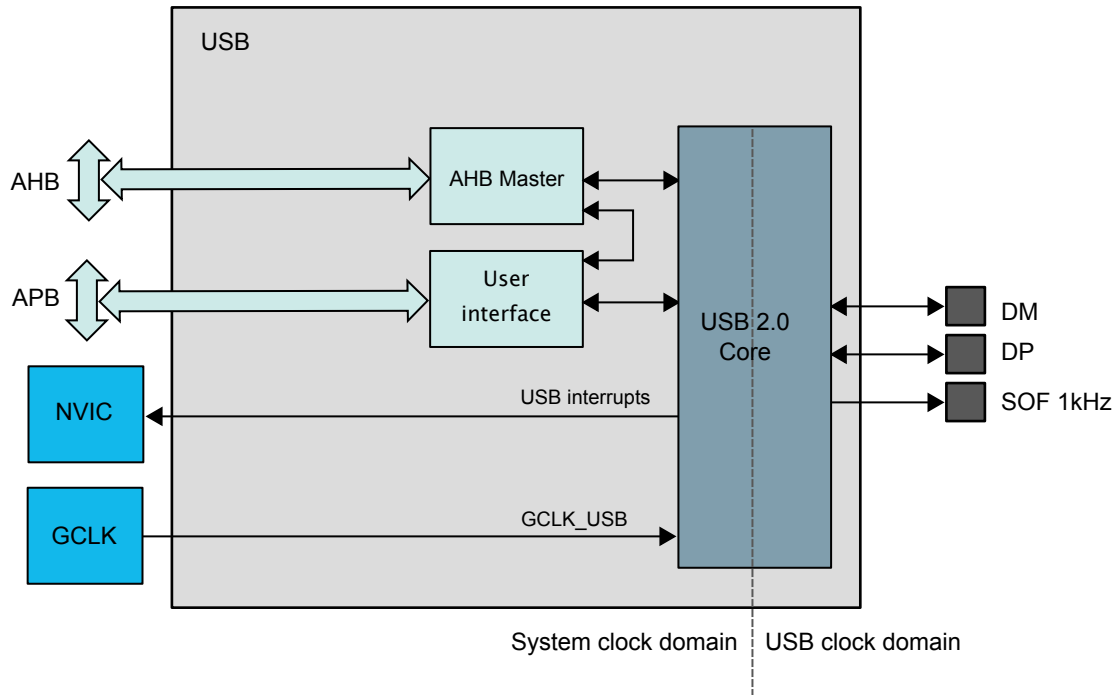 USB
AHB
AHB Master
APB
User
interface
USB 2.0
Core
DM
DP
SOF 1kHz
NVIC
USB interrupts
GCLK
GCLK_USB
System clock domain
USB clock domain